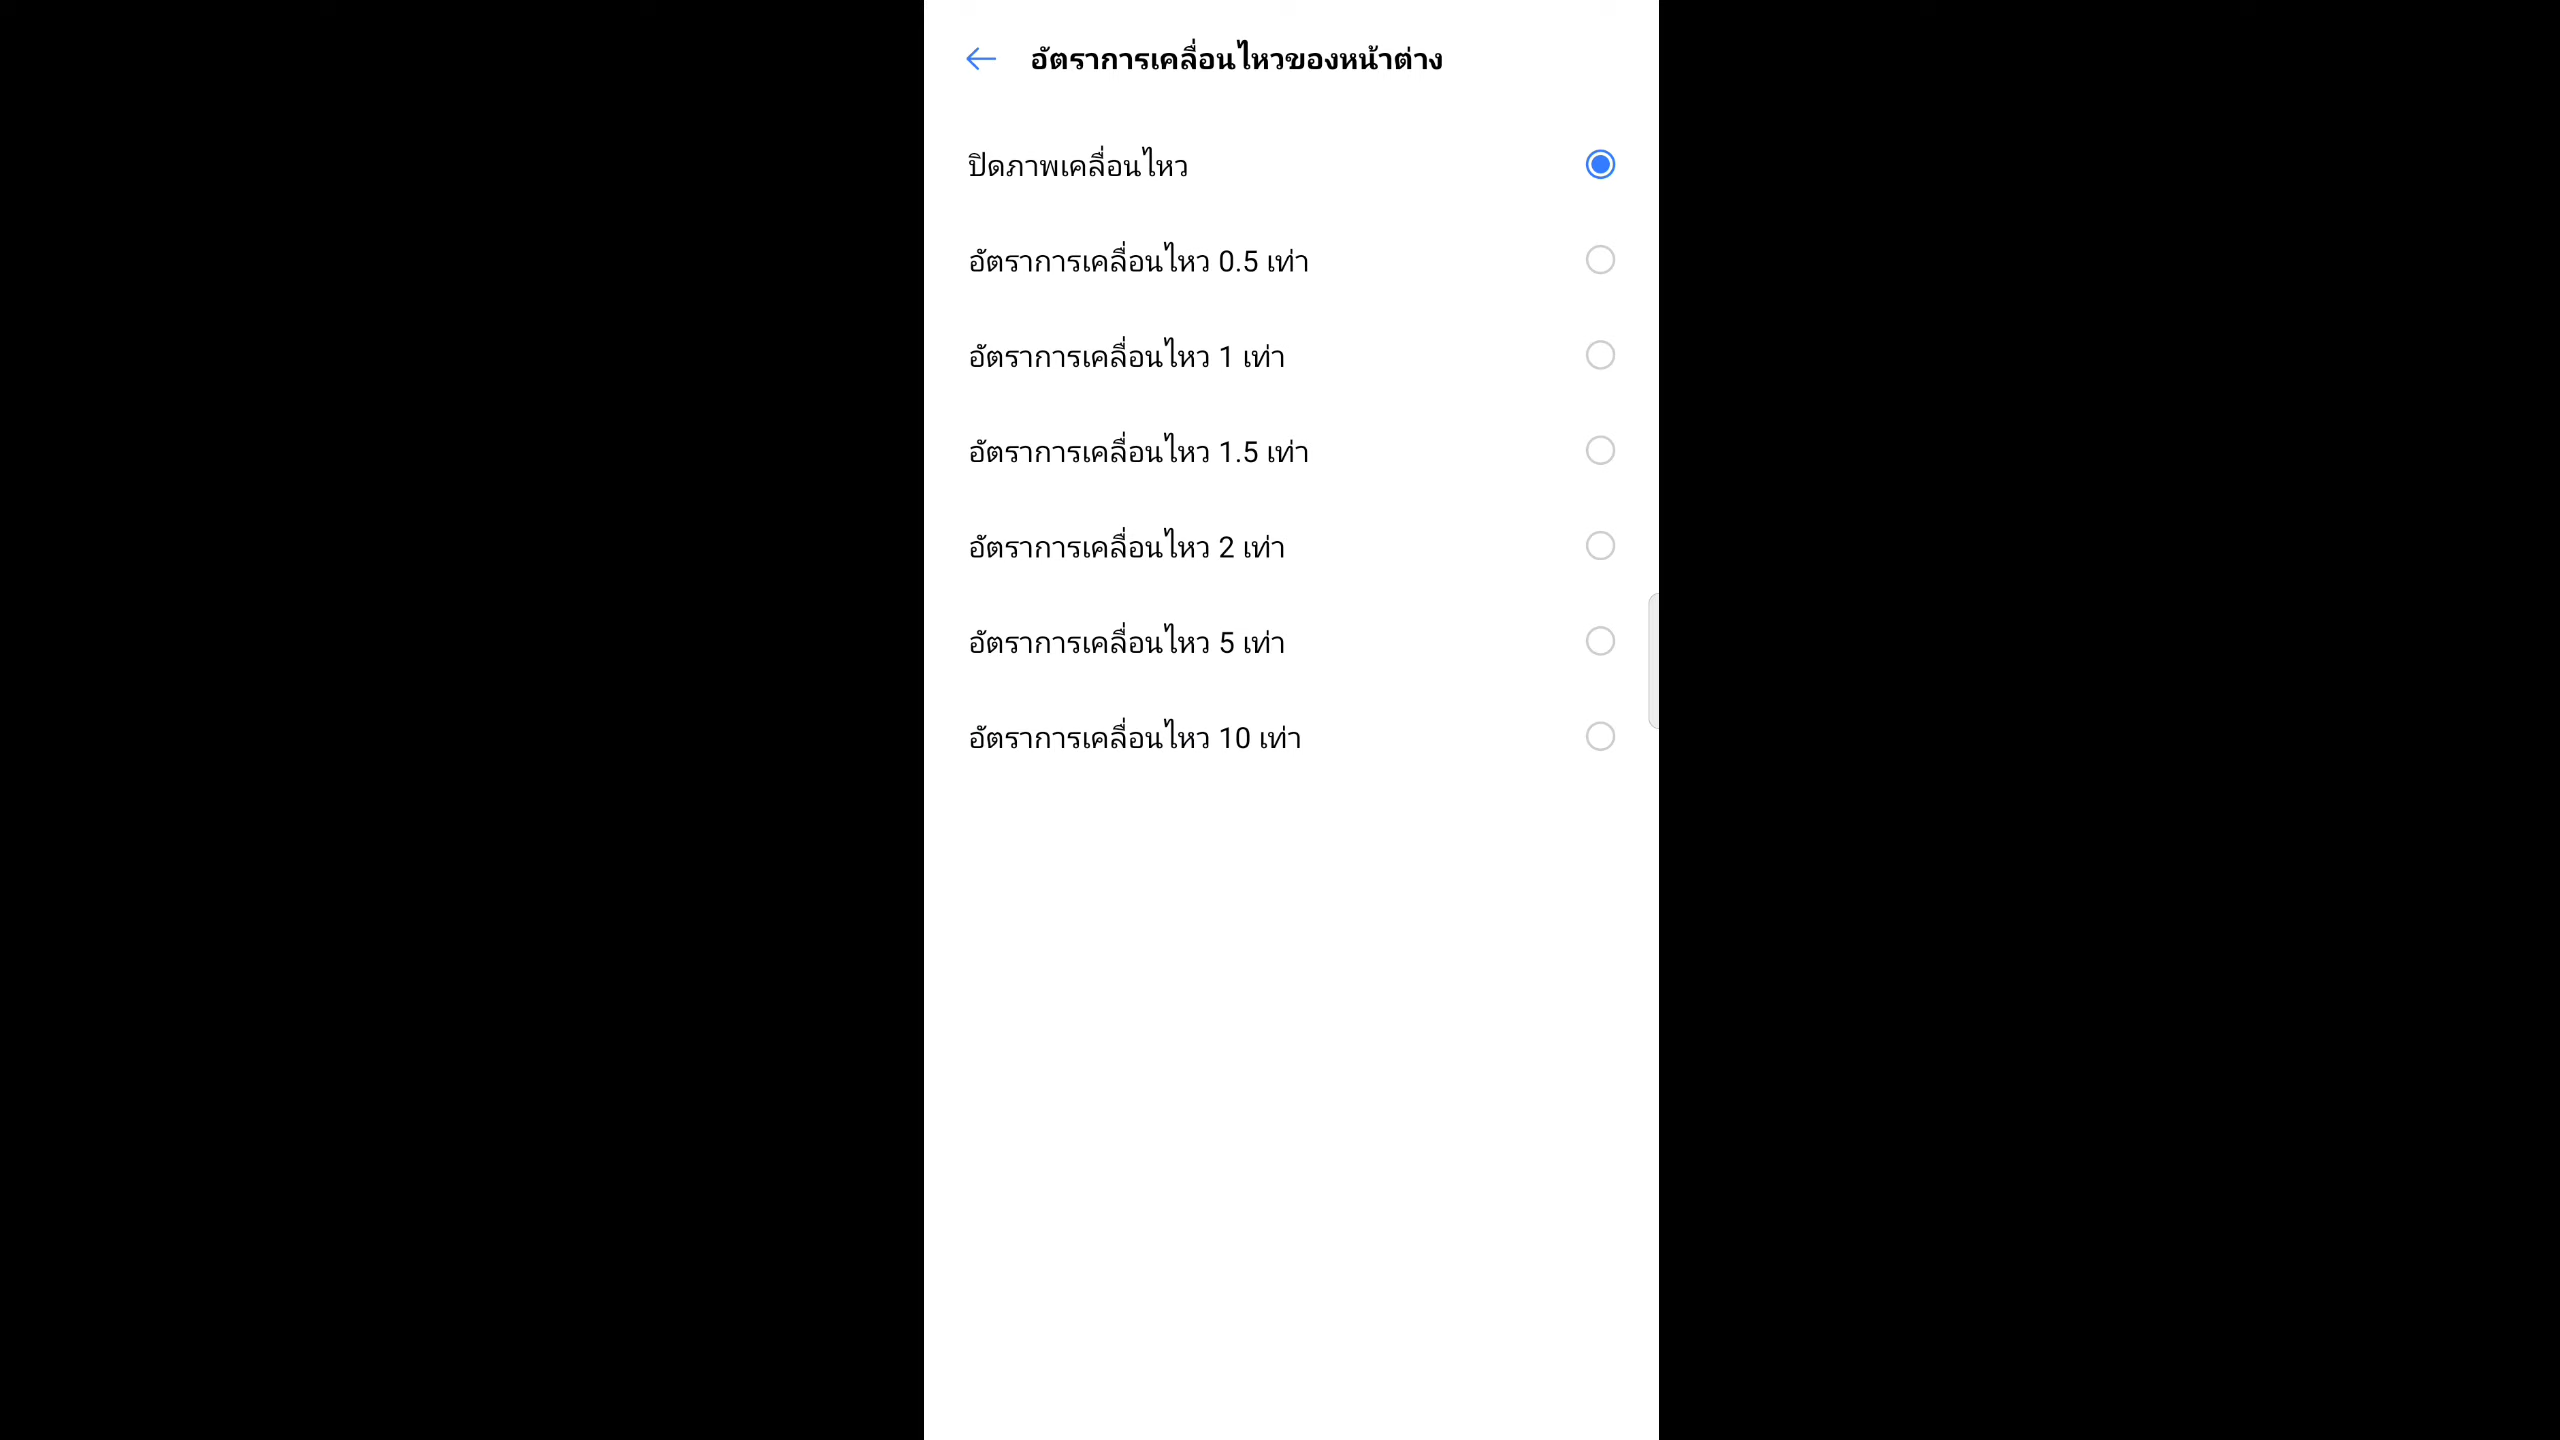 อัตราการเคลื่อนไหวของหน้าต่าง
ปิดภาพเคลื่อนไหว
อัตราการเคลื่อนไหว 0.5 เท่า
อัตราการเคลื่อนไหว 1 เท่า
อัตราการเคลื่อนไหว 1.5 เท่า
อัตราการเคลื่อนไหว 2 เท่า
อัตราการเคลื่อนไหว 5 เท่า
อัตราการเคลื่อนไหว 10 เท่า